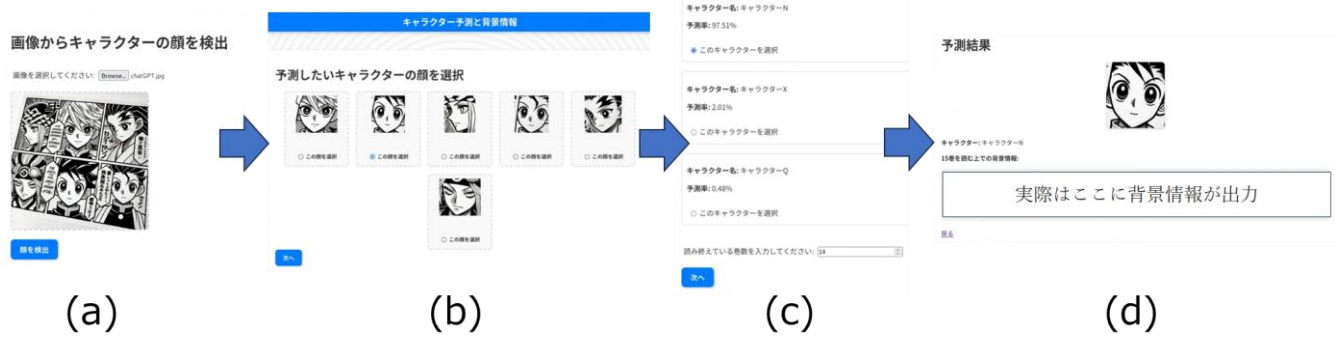 画像からキャラクターの顔を検出
画像を選択してください: Browse... chatGPT.jpg
顔を検出
(a)
キャラクター予測と背景情報
予測したいキャラクターの顔を選択
この顔を選択
この顔を選択
この顔を選択
この顔を選択
この顔を選択
この顔を選択
次へ
(b)
キャラクター名: キャラクターN
予測率: 97.51%
このキャラクターを選択
キャラクター名: キャラクターX
予測率: 2.01%
このキャラクターを選択
キャラクター名: キャラクターQ
予測率: 0.48%
このキャラクターを選択
読み終えている巻数を入力してください: 14
次へ
(c)
予測結果
キャラクター: キャラクターN
15巻を読む上での背景情報:
実際はここに背景情報が出力
戻る
(d)